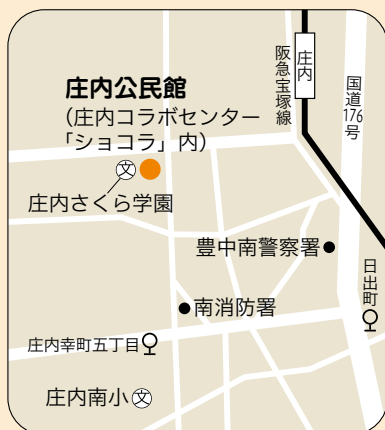 庄内公民館
(庄内コラボセンター
「ショコラ」内)
文
庄内さくら学園
阪急宝塚線
庄内
国道176号
豊中南警察署
日出町
南消防署
庄内幸町五丁目
庄内南小
文